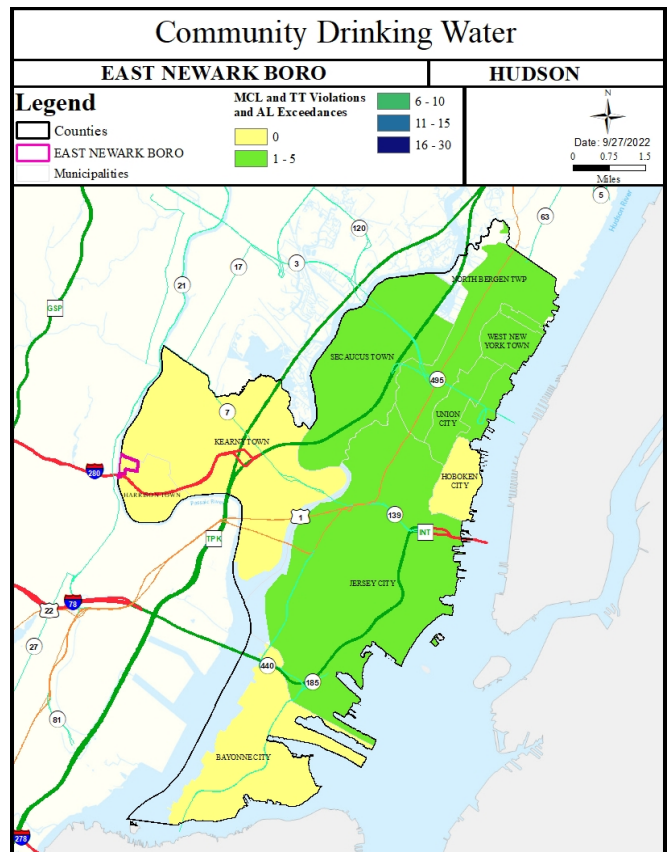 Community Drinking Water
EAST NEWARK BORO
HUDSON
Legend
Counties
EAST NEWARK BORO
Municipalities
MCL and TT Violations
and AL Exceedances
0
1 - 5
6 - 10
11 - 15
16 - 30
N
Date: 9/27/2022
0 0.75 1.5
Miles
5
63
Hudson River
120
3
17
21
GSP
NORTH BERGEN TWP
WEST NEW
YORK TOWN
SECAUCUS TOWN
495
7
UNION
CITY
KEARNY TOWN
HOBOKEN
CITY
280
HARRISON TOWN
1
139
INT
TPK
JERSEY CITY
78
22
27
440
185
81
BAYONNE CITY
278